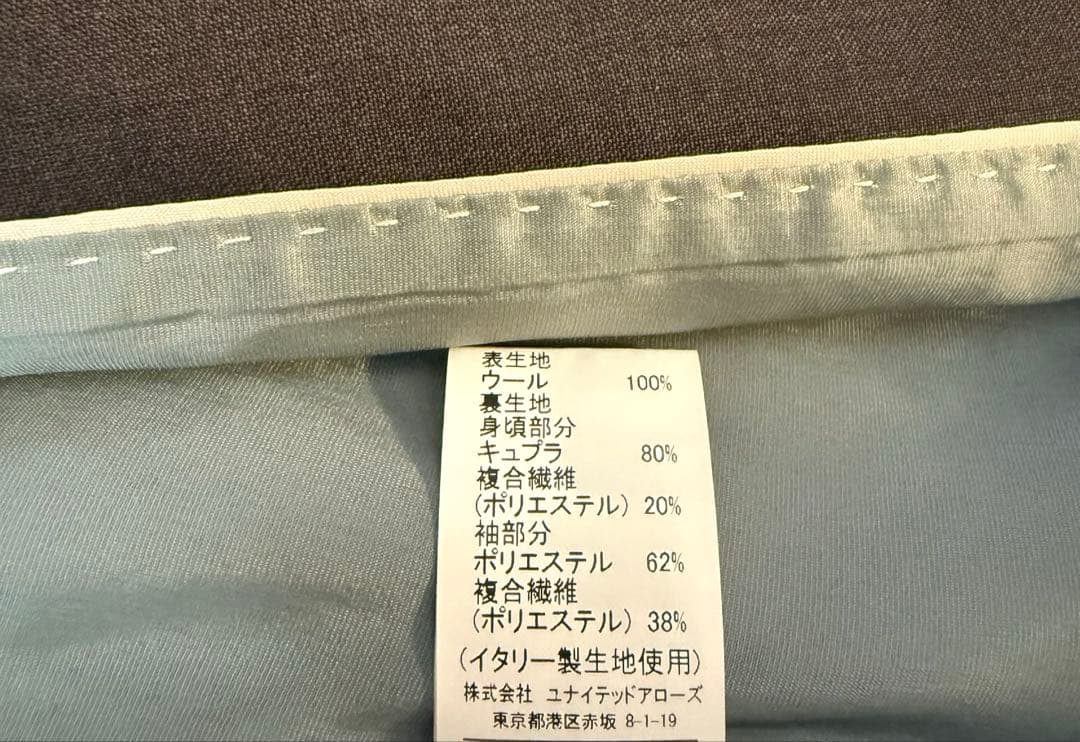 表生地
ウール 100%
裏生地
身頃部分
キュプラ 80%
複合繊維
(ポリエステル) 20%
袖部分
ポリエステル 62%
複合繊維
(ポリエステル) 38%
(イタリー製生地使用)
株式会社 ユナイテッドアローズ
東京都港区赤坂 8-1-19